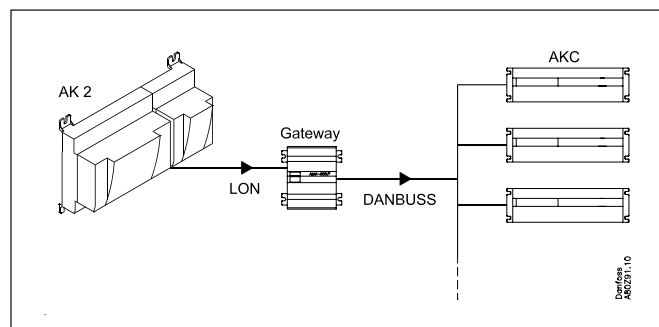 AK 2
Gateway
LON
DANBUSS
AKC
Danfoss
A80Z91.10